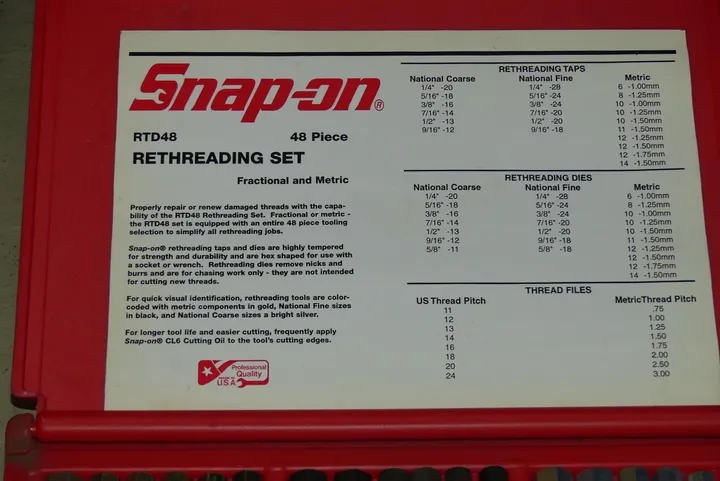 Snap-on®
RTD48 48 Piece
RETHREADING SET
Fractional and Metric
Properly repair or renew damaged threads with the capa-
bility of the RTD48 Rethreading Set. Fractional or metric -
the RTD48 set is equipped with an entire 48 piece tooling
selection to simplify all rethreading jobs.
Snap-on® rethreading taps and dies are highly tempered
for strength and durability and are hex shaped for use with
a socket or wrench. Rethreading dies remove nicks and
burrs and are for chasing work only - they are not intended
for cutting new threads.
For quick visual identification, rethreading tools are color-
coded with metric components in gold, National Fine sizes
in black, and National Coarse sizes a bright silver.
For longer tool life and easier cutting, frequently apply
Snap-on® CL6 Cutting Oil to the tool's cutting edges.
Professional
Quality
MADE IN
U.S.A.
RETHREADING TAPS
National Coarse National Fine Metric
1/4" -20 1/4" -28 6 -1.00mm
5/16" -18 5/16" -24 8 -1.25mm
3/8" -16 3/8" -24 10 -1.00mm
7/16" -14 7/16" -20 10 -1.25mm
1/2" -13 1/2" -20 10 -1.50mm
9/16" -12 9/16" -18 11 -1.50mm
12 -1.25mm
12 -1.50mm
12 -1.75mm
14 -1.50mm
RETHREADING DIES
National Coarse National Fine Metric
1/4" -20 1/4" -28 6 -1.00mm
5/16" -18 5/16" -24 8 -1.25mm
3/8" -16 3/8" -24 10 -1.00mm
7/16" -14 7/16" -20 10 -1.25mm
1/2" -13 1/2" -20 10 -1.50mm
9/16" -12 9/16" -18 11 -1.50mm
5/8" -11 5/8" -18 12 -1.25mm
12 -1.50mm
12 -1.75mm
14 -1.50mm
THREAD FILES
US Thread Pitch MetricThread Pitch
11 .75
12 1.00
13 1.25
14 1.50
16 1.75
18 2.00
20 2.50
24 3.00